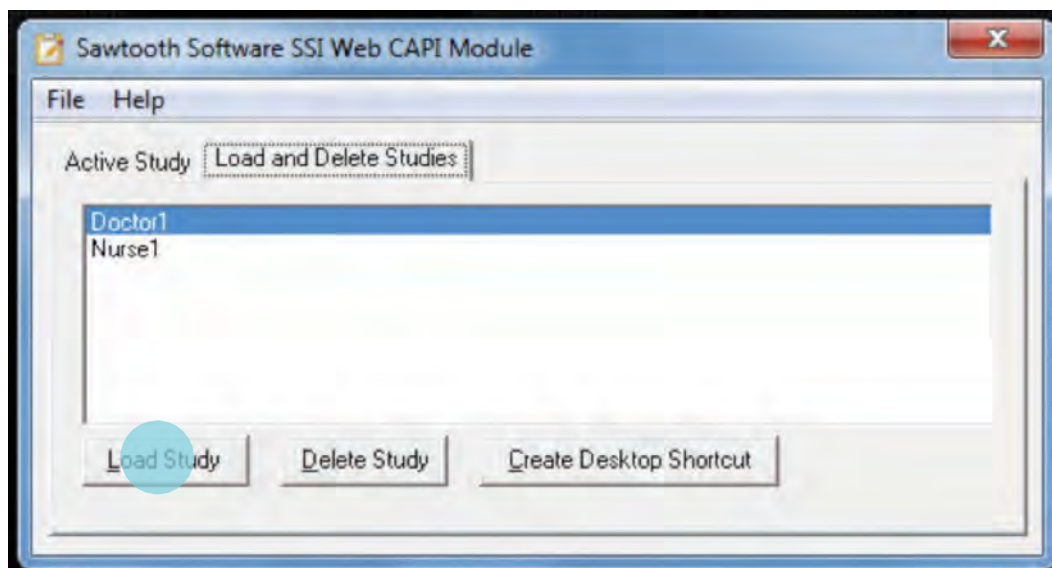 Sawtooth Software SSI Web CAPI Module
File Help
Active Study Load and Delete Studies
Doctor1
Nurse1
Load Study Delete Study Create Desktop Shortcut